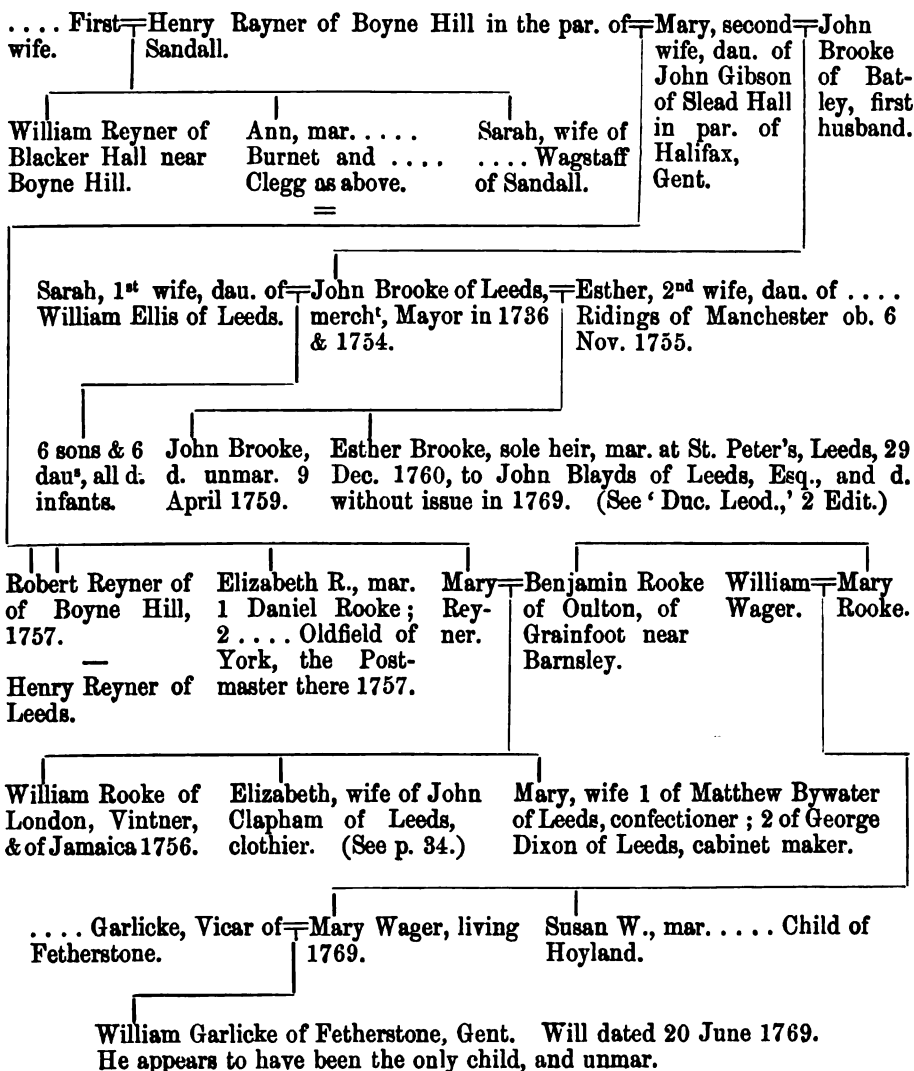 . . . . First Henry Rayner of Boyne Hill in the par. of Mary, second John
wife. Sandall. wife, dau. of Brooke
John Gibson of Bat-
of Slead Hall ley, first
in par. of husband.
Halifax,
Gent.
William Reyner of Ann, mar. . . . . Sarah, wife of
Blacker Hall near Burnet and . . . . . . . . Wagstaff
Boyne Hill. Clegg as above. of Sandall.
=
Sarah, 1st wife, dau. of John Brooke of Leeds, Esther, 2nd wife, dau. of . . . .
William Ellis of Leeds. mercht, Mayor in 1736 Ridings of Manchester ob. 6
& 1754. Nov. 1755.
6 sons & 6 John Brooke, Esther Brooke, sole heir, mar. at St. Peter's, Leeds, 29
daus, all d. d. unmar. 9 Dec. 1760, to John Blayds of Leeds, Esq., and d.
infants. April 1759. without issue in 1769. (See ‘ Duc. Leod.,’ 2 Edit.)
Robert Reyner of Elizabeth R., mar. Mary Benjamin Rooke William Mary
of Boyne Hill, 1 Daniel Rooke ; Rey- of Oulton, of Wager. Rooke.
1757. 2 . . . . Oldfield of ner. Grainfoot near
— York, the Post- Barnsley.
Henry Reyner of master there 1757.
Leeds.
William Rooke of Elizabeth, wife of John Mary, wife 1 of Matthew Bywater
London, Vintner, Clapham of Leeds, of Leeds, confectioner ; 2 of George
& of Jamaica 1756. clothier. (See p. 34.) Dixon of Leeds, cabinet maker.
. . . . Garlicke, Vicar of Mary Wager, living Susan W., mar. . . . . Child of
Fetherstone. 1769. Hoyland.
William Garlicke of Fetherstone, Gent. Will dated 20 June 1769.
He appears to have been the only child, and unmar.